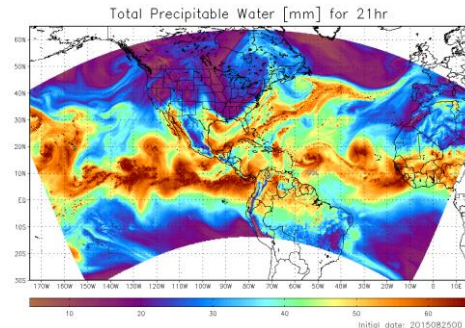 Total Precipitable Water [mm] for 21hr
60N
50N
40N
30N
20N
10N
EQ
10S
20S
30S
170W 160W 150W 140W 130W 120W 110W 100W 90W 80W 70W 60W 50W 40W 30W 20W 10W 0 10E
10 20 30 40 50 60
Initial date: 2015082500